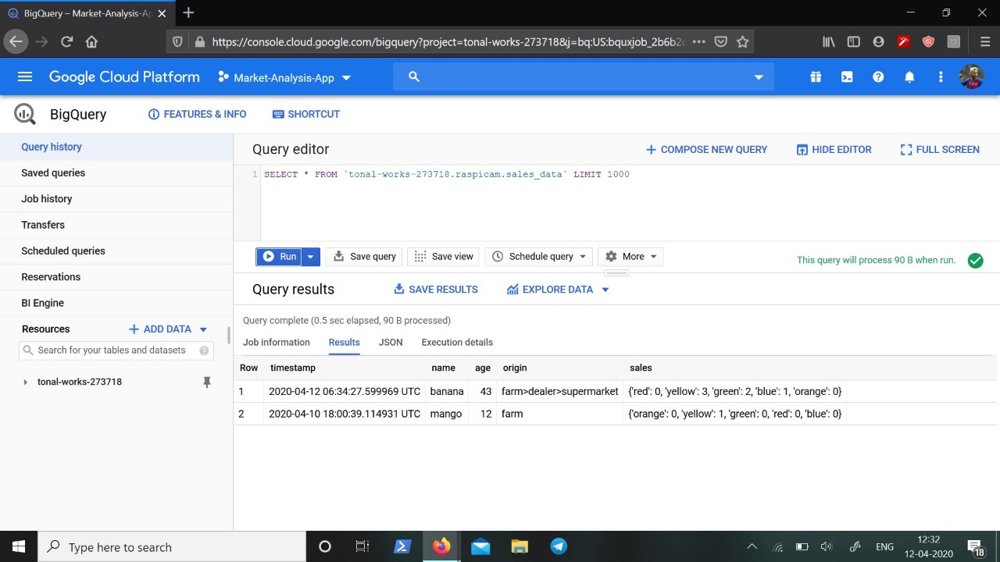 BigQuery – Market-Analysis-Ap
https://console.cloud.google.com/bigquery?project=tonal-works-273718&j=bq:US:bquxjob_2b6b2c
Google Cloud Platform Market-Analysis-App
BigQuery FEATURES & INFO SHORTCUT
Query history
Saved queries
Job history
Transfers
Scheduled queries
Reservations
BI Engine
Resources ADD DATA
Search for your tables and datasets
tonal-works-273718
Query editor COMPOSE NEW QUERY HIDE EDITOR FULL SCREEN
1 SELECT * FROM `tonal-works-273718.raspicam.sales_data` LIMIT 1000
Run Save query Save view Schedule query More This query will process 90 B when run.
Query results SAVE RESULTS EXPLORE DATA
Query complete (0.5 sec elapsed, 90 B processed)
Job information Results JSON Execution details
Row timestamp name age origin sales
1 2020-04-12 06:34:27.599969 UTC banana 43 farm>dealer>supermarket {'red': 0, 'yellow': 3, 'green': 2, 'blue': 1, 'orange': 0}
2 2020-04-10 18:00:39.114931 UTC mango 12 farm {'orange': 0, 'yellow': 1, 'green': 0, 'red': 0, 'blue': 0}
Type here to search ENG 12:32
12-04-2020 18